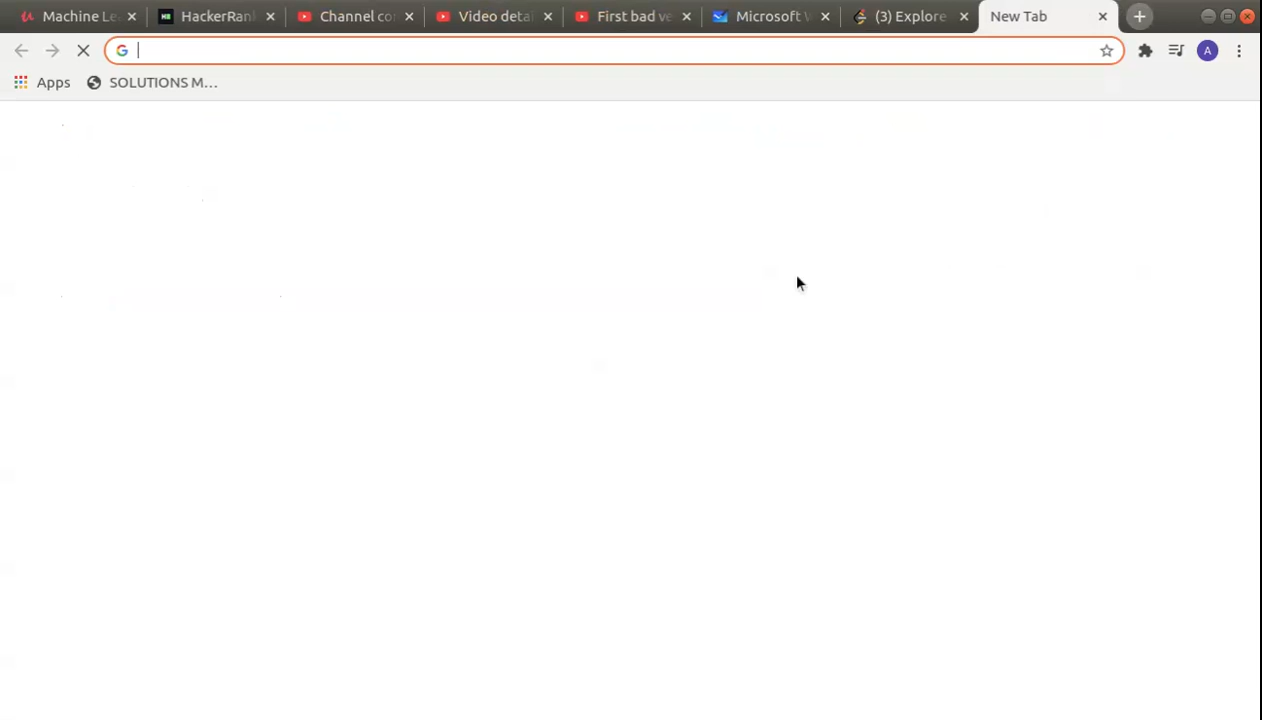 Machine Le HackerRan Channel co Video deta First bad ve Microsoft W (3) Explore New Tab
A
Apps SOLUTIONS M...